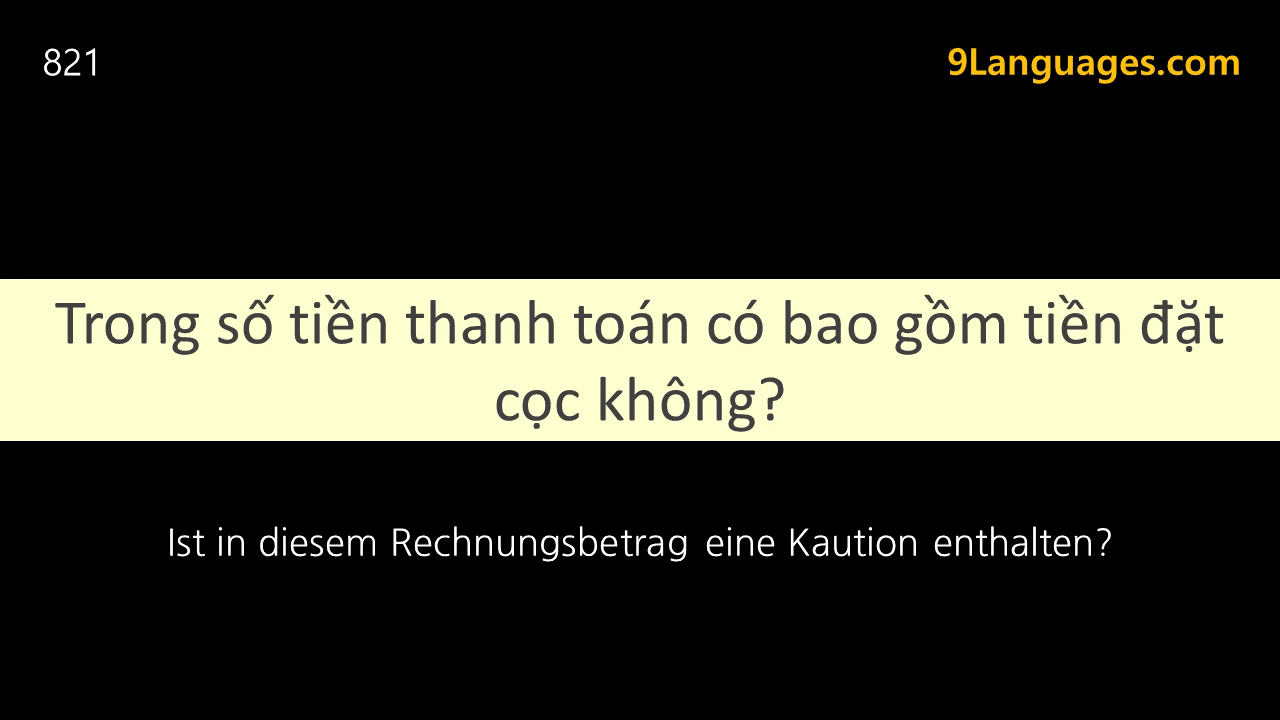 821
9Languages.com
Trong số tiền thanh toán có bao gồm tiền đặt
cọc không?
Ist in diesem Rechnungsbetrag eine Kaution enthalten?